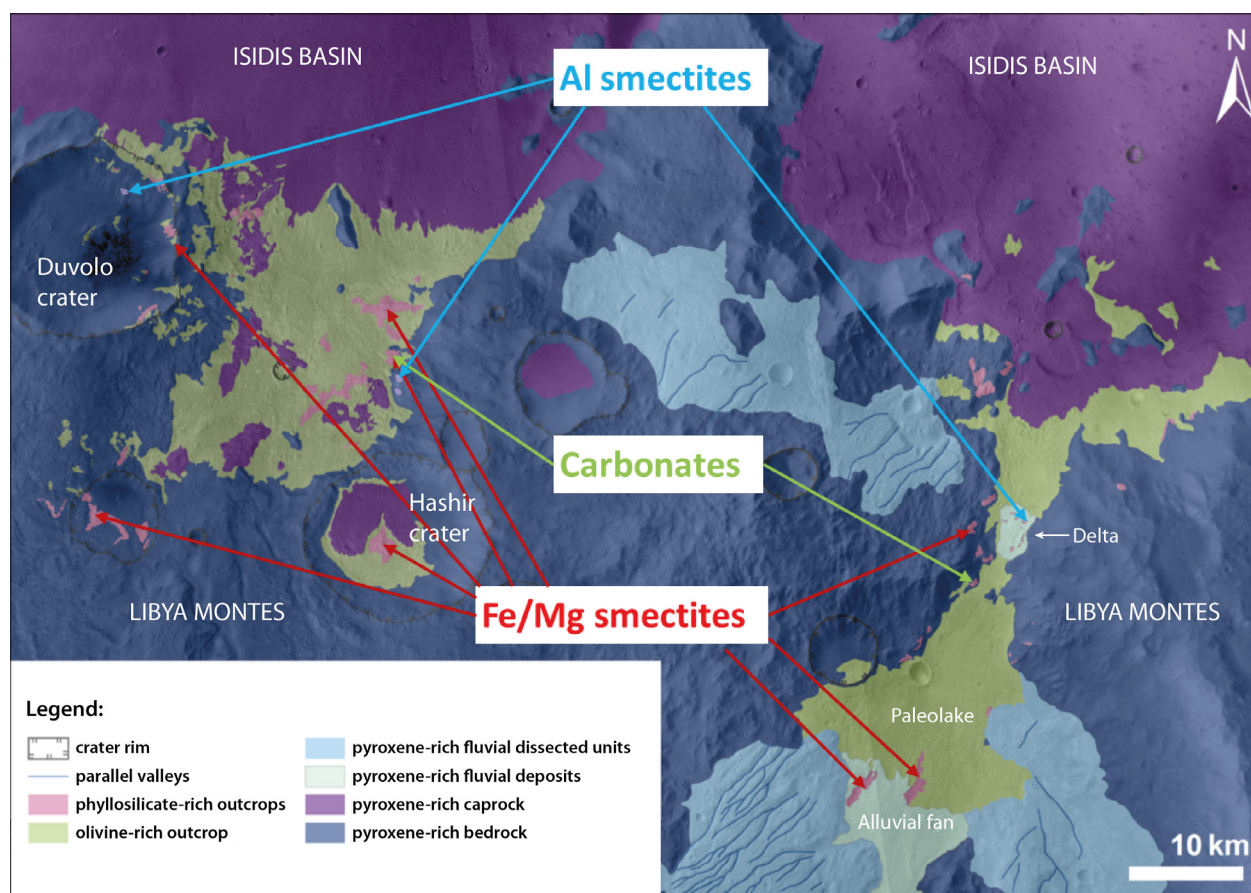 ISIDIS BASIN
ISIDIS BASIN
N
Al smectites
Duvolo
crater
Carbonates
Hashir
crater
Delta
LIBYA MONTES
Fe/Mg smectites
LIBYA MONTES
Paleolake
Alluvial fan
10 km
Legend:
crater rim
parallel valleys
phyllosilicate-rich outcrops
olivine-rich outcrop
pyroxene-rich fluvial dissected units
pyroxene-rich fluvial deposits
pyroxene-rich caprock
pyroxene-rich bedrock